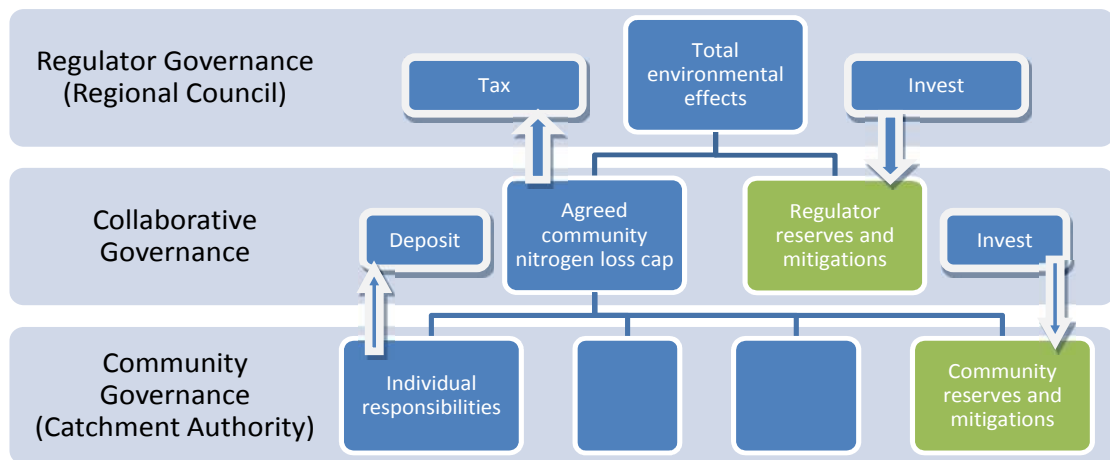 Regulator Governance
(Regional Council)
Tax
Total
environmental
effects
Invest
Collaborative
Governance
Deposit
Agreed
community
nitrogen loss cap
Regulator
reserves and
mitigations
Invest
Community
Governance
(Catchment Authority)
Individual
responsibilities
Community
reserves and
mitigations